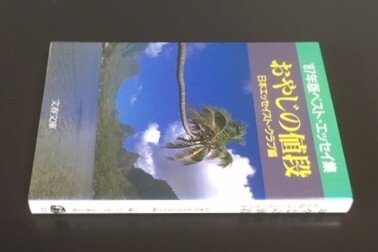 '87年版ベスト・エッセイ集
おやじの値段
日本エッセイスト・クラブ編
文春文庫